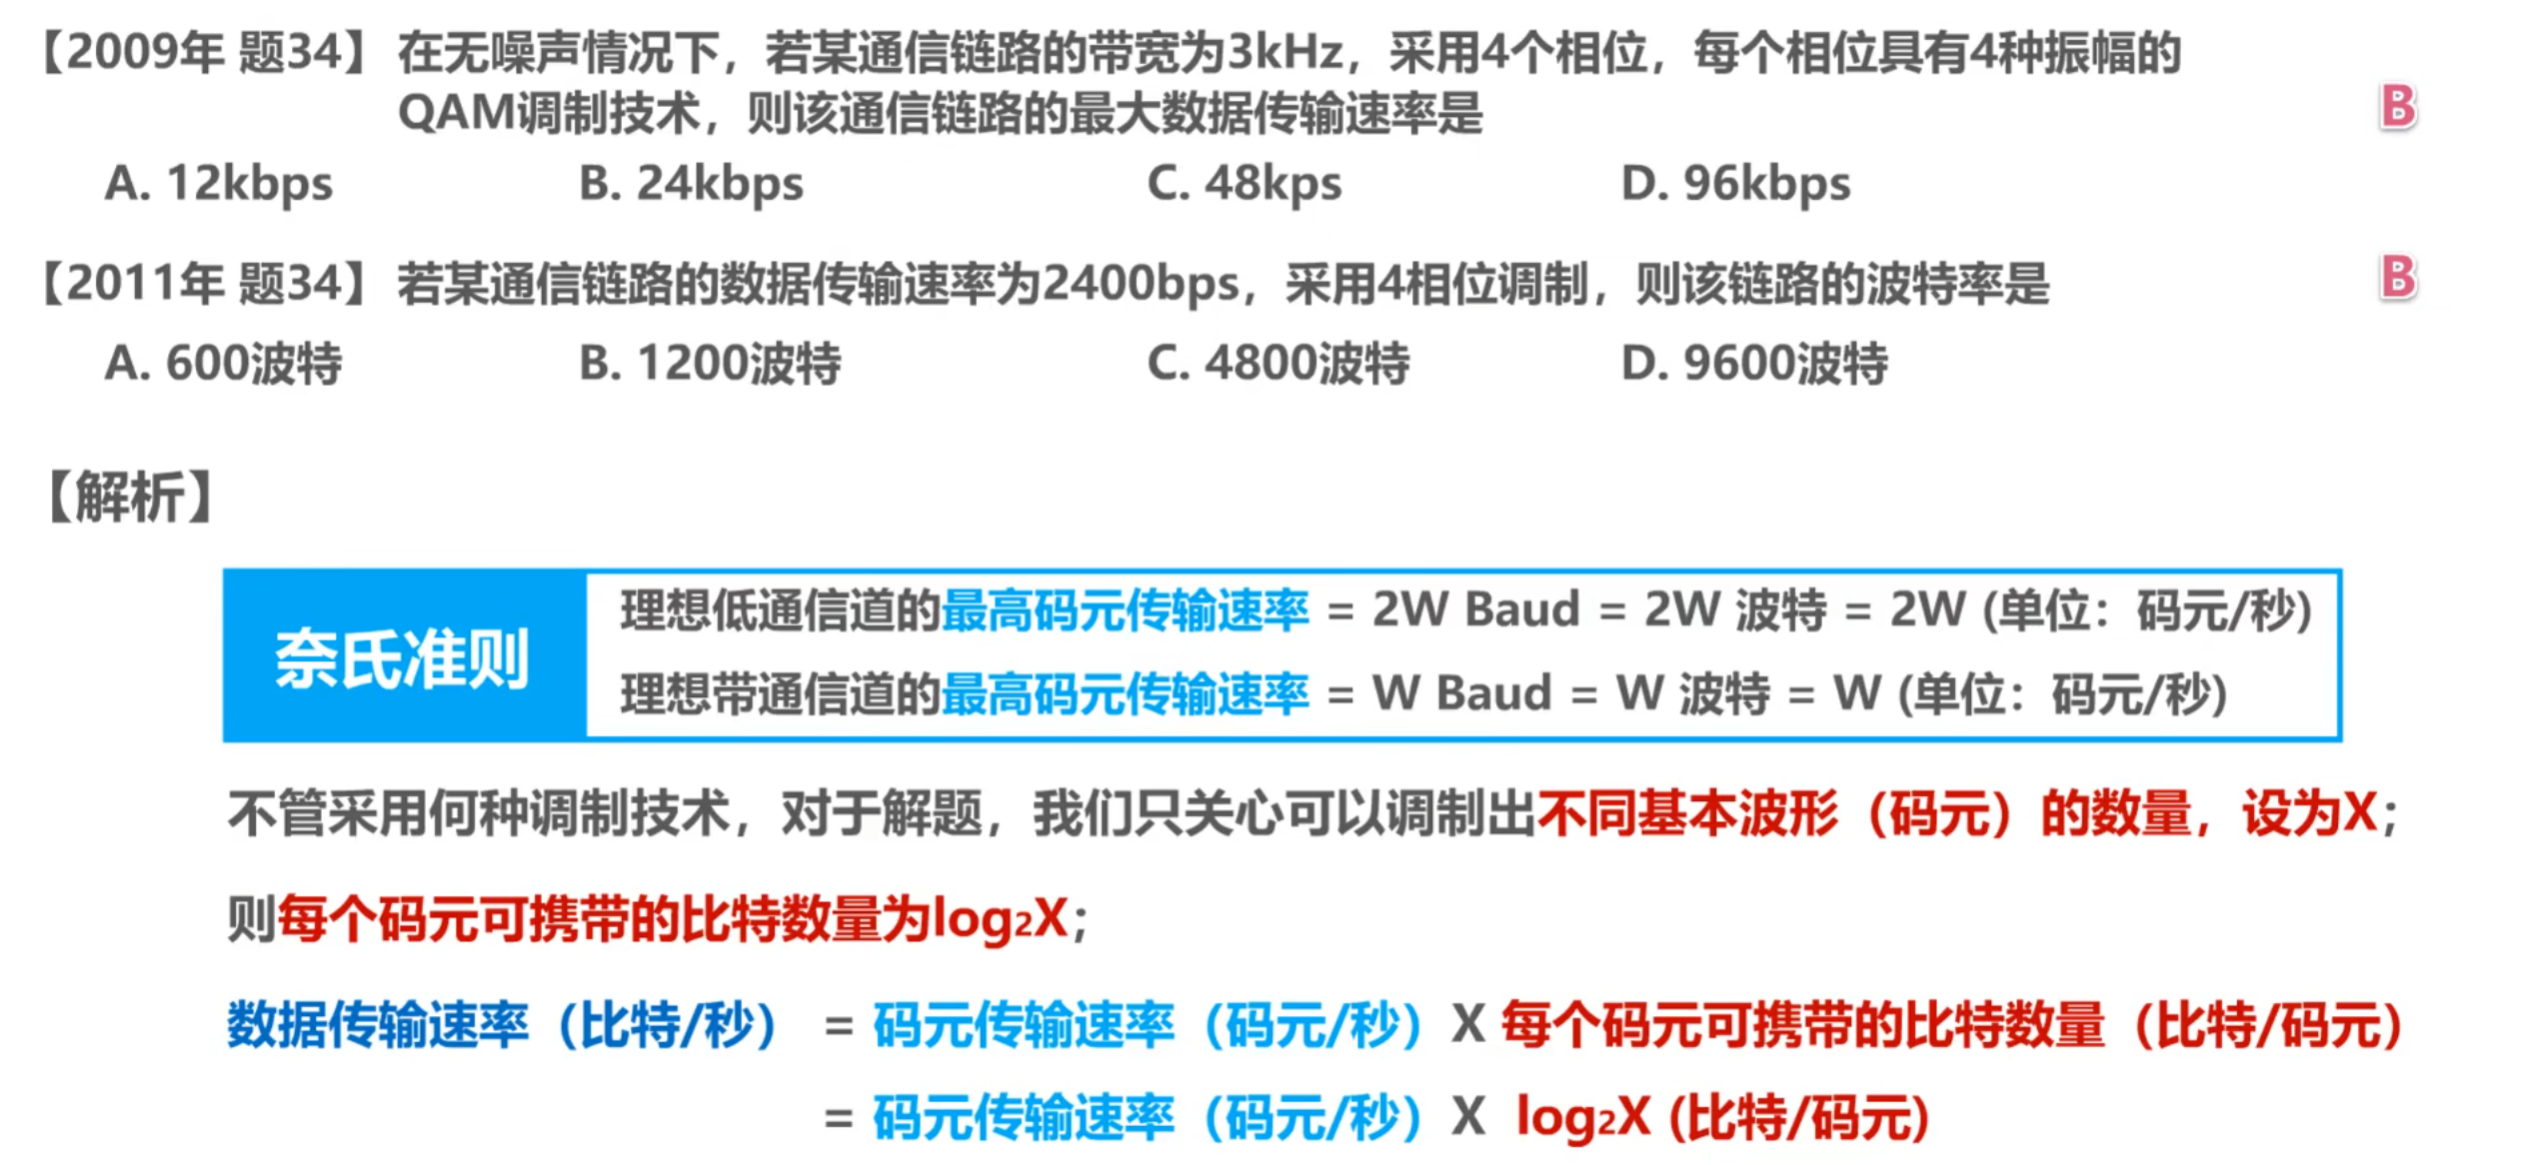 【2009年 题34】在无噪声情况下，若某通信链路的带宽为3kHz，采用4个相位，每个相位具有4种振幅的
QAM调制技术，则该通信链路的最大数据传输速率是
B
A. 12kbps B. 24kbps C. 48kps D. 96kbps
【2011年 题34】若某通信链路的数据传输速率为2400bps，采用4相位调制，则该链路的波特率是
B
A. 600波特 B. 1200波特 C. 4800波特 D. 9600波特
【解析】
奈氏准则
理想低通信道的最高码元传输速率 = 2W Baud = 2W 波特 = 2W (单位：码元/秒)
理想带通信道的最高码元传输速率 = W Baud = W 波特 = W (单位：码元/秒)
不管采用何种调制技术，对于解题，我们只关心可以调制出不同基本波形（码元）的数量，设为X；
则每个码元可携带的比特数量为log₂X；
数据传输速率（比特/秒） = 码元传输速率（码元/秒）X 每个码元可携带的比特数量（比特/码元）
= 码元传输速率（码元/秒）X log₂X (比特/码元)